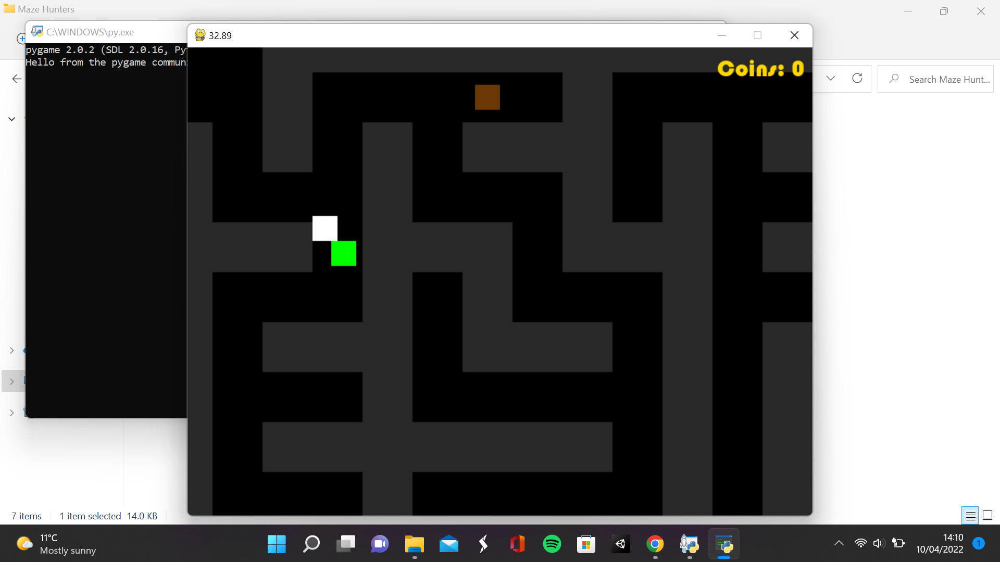 Maze Hunters
C:\WINDOWS\py.exe
32.89
pygame 2.0.2 (SDL 2.0.16,
Hello from the pygame
Coins: 0
Search Maze Hunt...
7 items
1 item selected 14.0 KB
11°C
Mostly sunny
14:10
10/04/2022
1